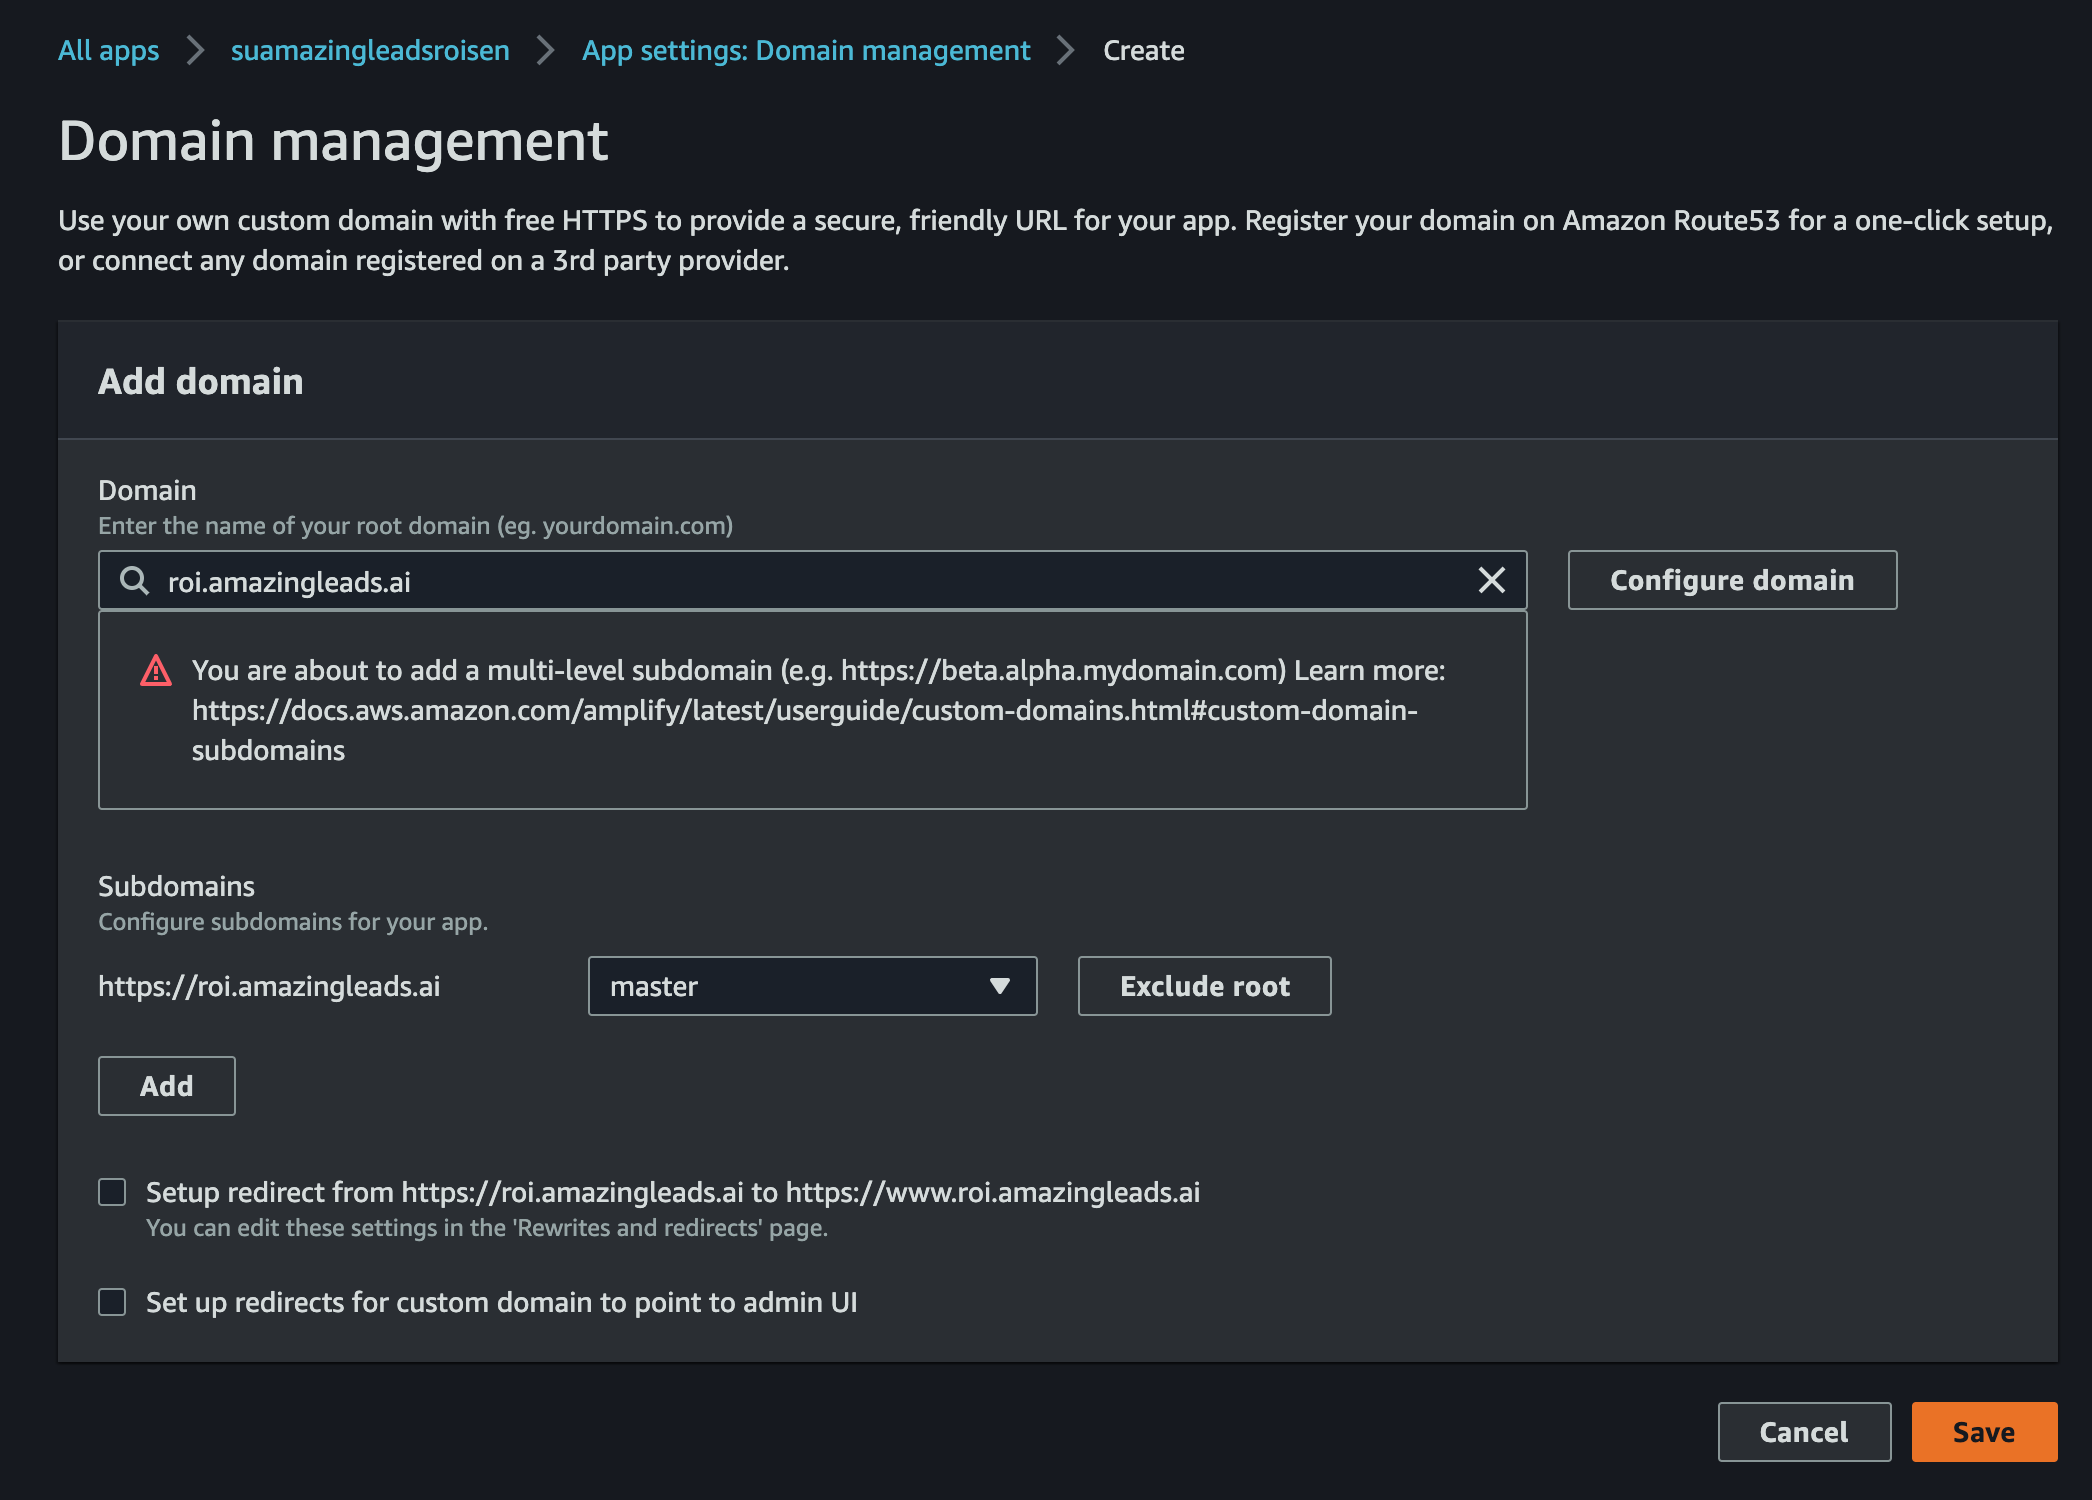 All apps > suamazingleadsroisen > App settings: Domain management > Create
Domain management
Use your own custom domain with free HTTPS to provide a secure, friendly URL for your app. Register your domain on Amazon Route53 for a one-click setup,
or connect any domain registered on a 3rd party provider.
Add domain
Domain
Enter the name of your root domain (eg. yourdomain.com)
roi.amazingleads.ai
Configure domain
You are about to add a multi-level subdomain (e.g. https://beta.alpha.mydomain.com) Learn more:
https://docs.aws.amazon.com/amplify/latest/userguide/custom-domains.html#custom-domain-
subdomains
Subdomains
Configure subdomains for your app.
https://roi.amazingleads.ai master Exclude root
Add
Setup redirect from https://roi.amazingleads.ai to https://www.roi.amazingleads.ai
You can edit these settings in the 'Rewrites and redirects' page.
Set up redirects for custom domain to point to admin UI
Cancel Save